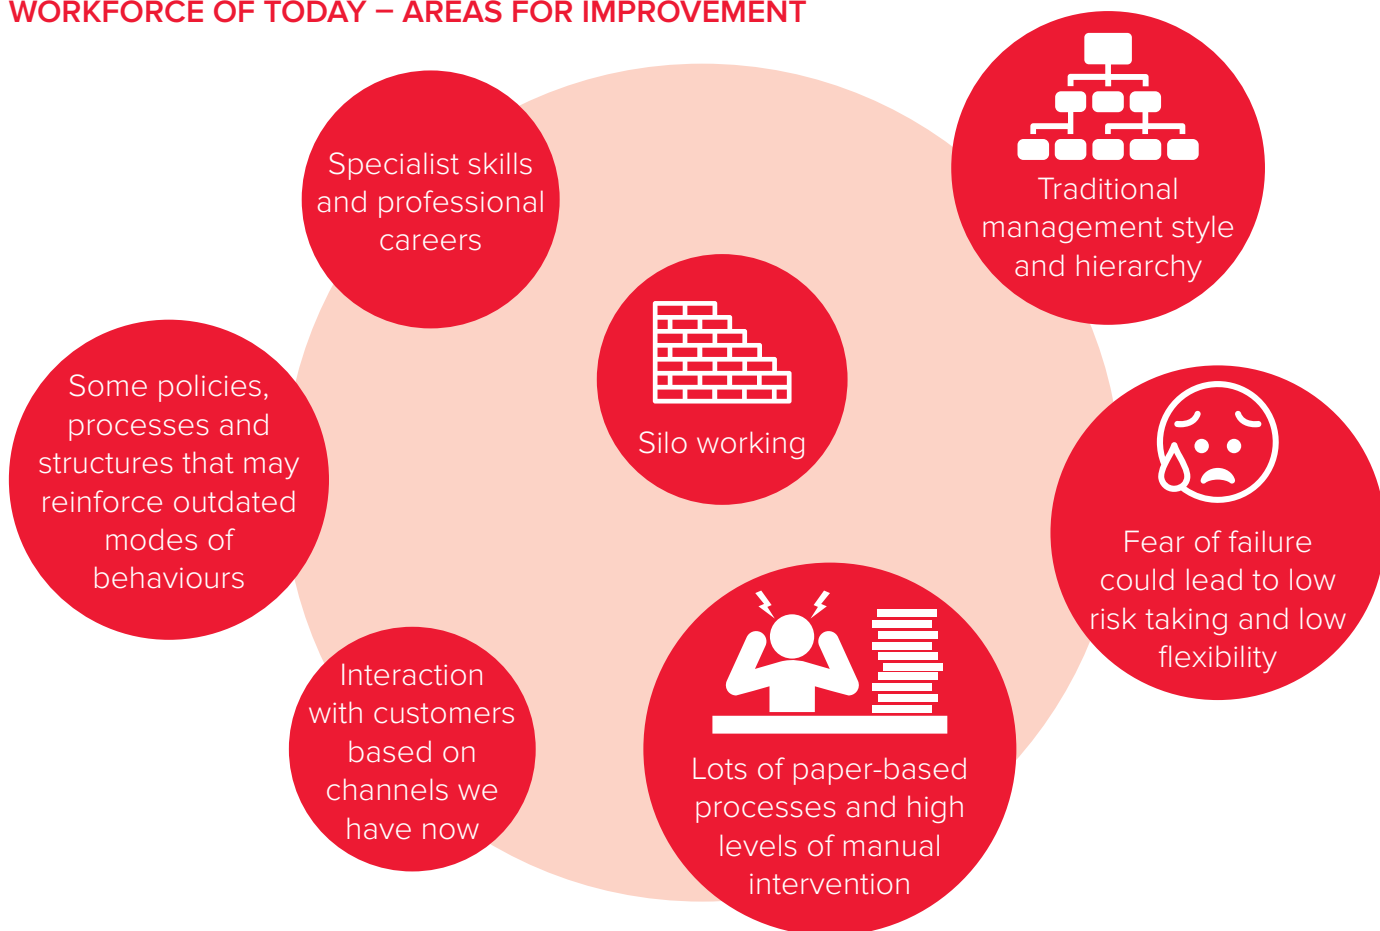 WORKFORCE OF TODAY – AREAS FOR IMPROVEMENT
Specialist skills
and professional
careers
Traditional
management style
and hierarchy
Silo working
Some policies,
processes and
structures that may
reinforce outdated
modes of
behaviours
Fear of failure
could lead to low
risk taking and low
flexibility
Interaction
with customers
based on
channels we
have now
Lots of paper-based
processes and high
levels of manual
intervention